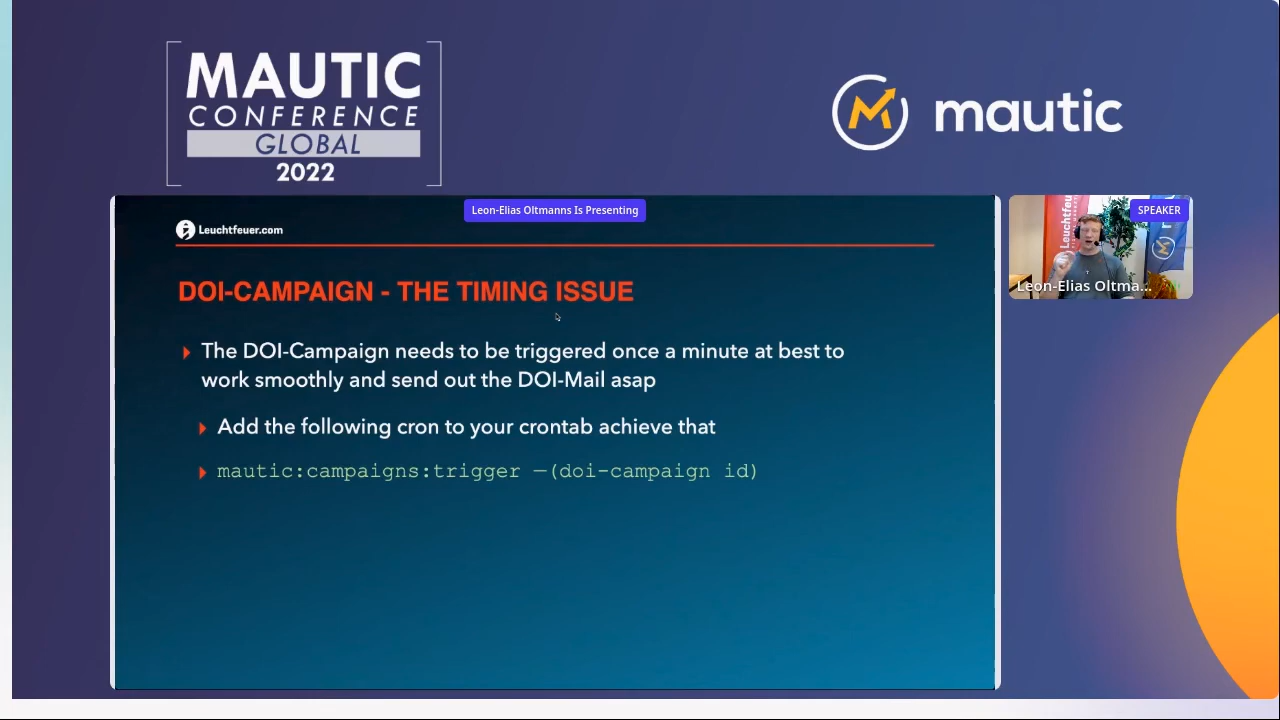 MAUTIC
CONFERENCE
GLOBAL
2022
mautic
Leon-Elias Oltmanns Is Presenting
SPEAKER
Leuchtfeu
Leon-Elias Oltma...
Leuchtfeuer.com
DOI-CAMPAIGN - THE TIMING ISSUE
The DOI-Campaign needs to be triggered once a minute at best to
work smoothly and send out the DOI-Mail asap
Add the following cron to your crontab achieve that
mautic:campaigns:trigger —(doi-campaign id)